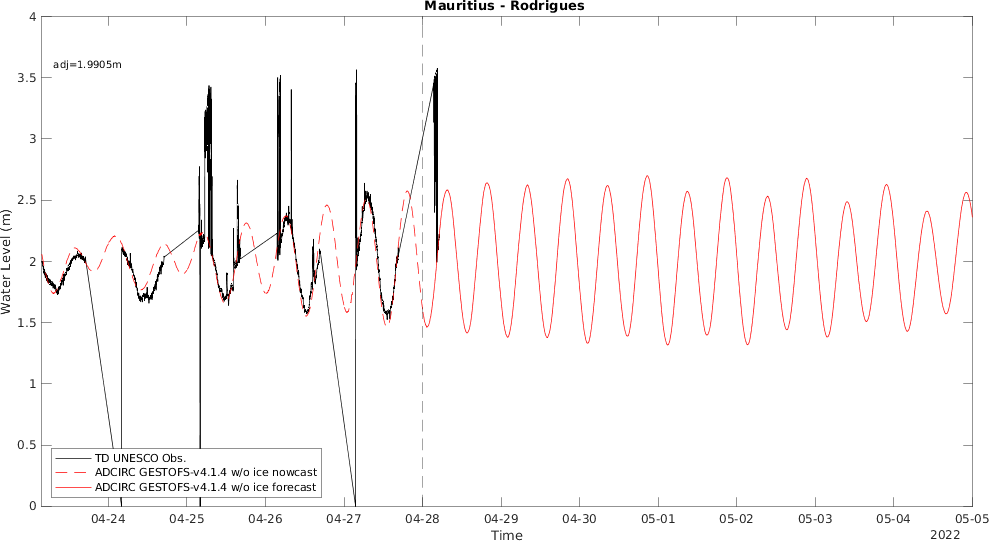 Mauritius - Rodrigues
4
3.5
3
2.5
2
1.5
1
0.5
0
Water Level (m)
adj=1.9905m
TD UNESCO Obs.
ADCIRC GESTOFS-v4.1.4 w/o ice nowcast
ADCIRC GESTOFS-v4.1.4 w/o ice forecast
04-24 04-25 04-26 04-27 04-28 04-29 04-30 05-01 05-02 05-03 05-04 05-05
Time
2022